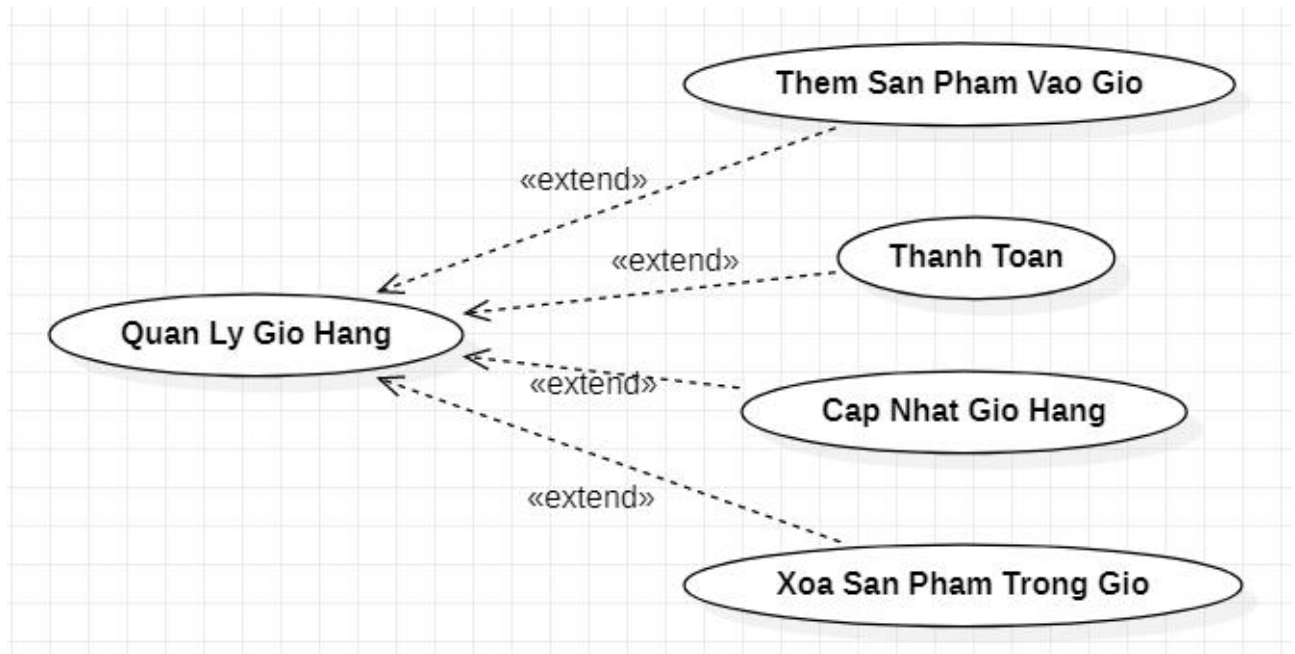 Them San Pham Vao Gio
«extend»
Thanh Toan
«extend»
Quan Ly Gio Hang
«extend»
Cap Nhat Gio Hang
«extend»
Xoa San Pham Trong Gio